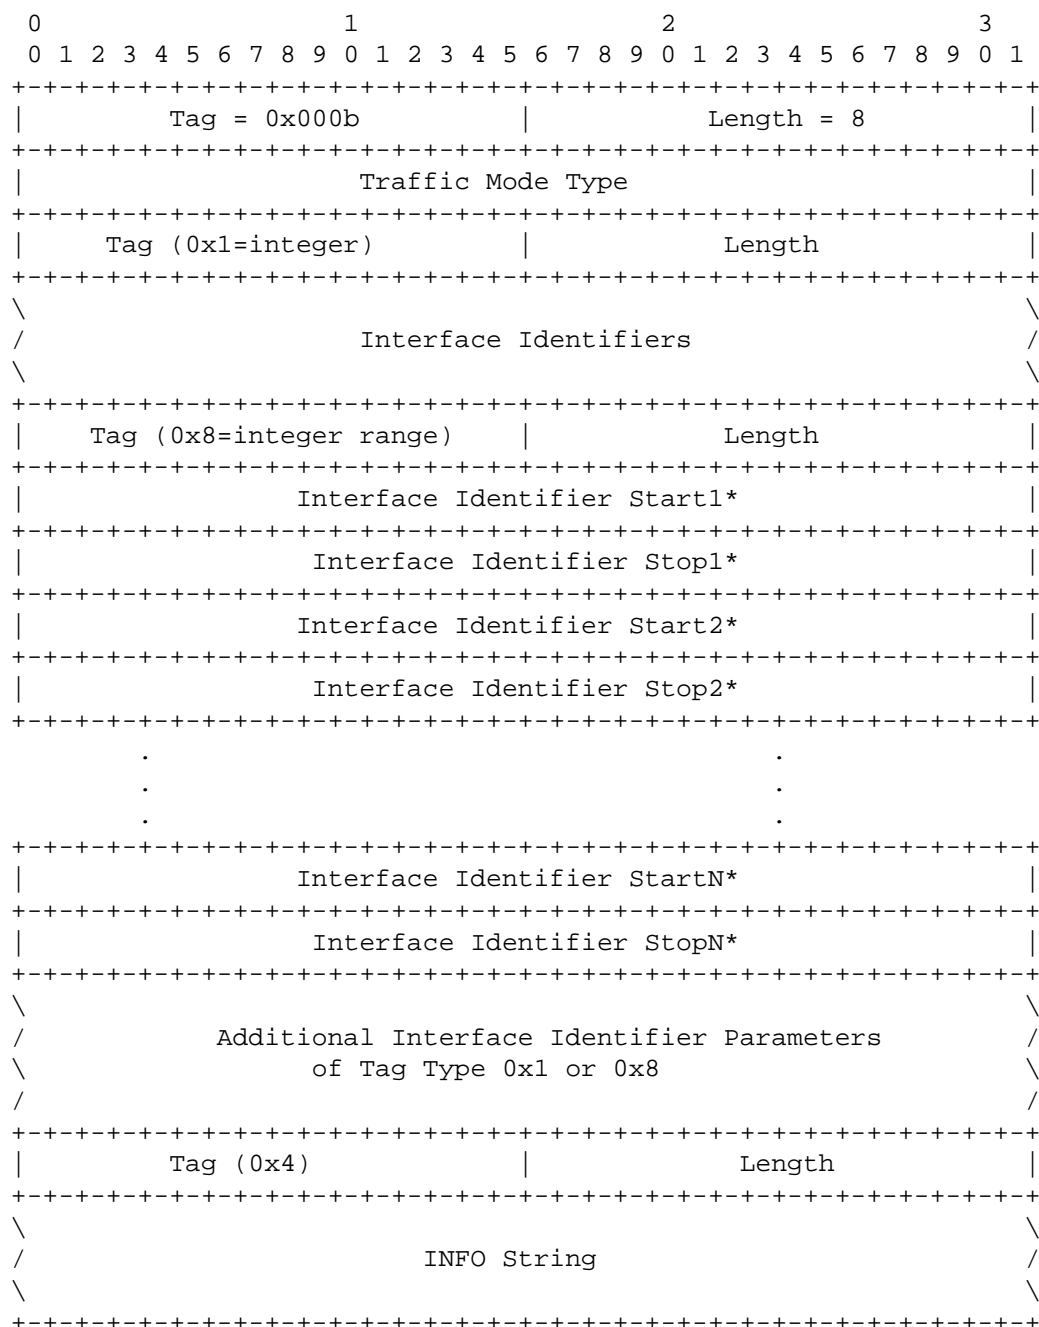 0                   1                   2                   3
 0 1 2 3 4 5 6 7 8 9 0 1 2 3 4 5 6 7 8 9 0 1 2 3 4 5 6 7 8 9 0 1
+-+-+-+-+-+-+-+-+-+-+-+-+-+-+-+-+-+-+-+-+-+-+-+-+-+-+-+-+-+-+-+-+
|         Tag = 0x000b          |           Length = 8          |
+-+-+-+-+-+-+-+-+-+-+-+-+-+-+-+-+-+-+-+-+-+-+-+-+-+-+-+-+-+-+-+-+
|                     Traffic Mode Type                         |
+-+-+-+-+-+-+-+-+-+-+-+-+-+-+-+-+-+-+-+-+-+-+-+-+-+-+-+-+-+-+-+-+
|     Tag (0x1=integer)         |            Length             |
+-+-+-+-+-+-+-+-+-+-+-+-+-+-+-+-+-+-+-+-+-+-+-+-+-+-+-+-+-+-+-+-+
\                                                               \
/                     Interface Identifiers                     /
\                                                               \
+-+-+-+-+-+-+-+-+-+-+-+-+-+-+-+-+-+-+-+-+-+-+-+-+-+-+-+-+-+-+-+-+
|    Tag (0x8=integer range)    |            Length             |
+-+-+-+-+-+-+-+-+-+-+-+-+-+-+-+-+-+-+-+-+-+-+-+-+-+-+-+-+-+-+-+-+
|                 Interface Identifier Start1*                  |
+-+-+-+-+-+-+-+-+-+-+-+-+-+-+-+-+-+-+-+-+-+-+-+-+-+-+-+-+-+-+-+-+
|                  Interface Identifier Stop1*                  |
+-+-+-+-+-+-+-+-+-+-+-+-+-+-+-+-+-+-+-+-+-+-+-+-+-+-+-+-+-+-+-+-+
|                 Interface Identifier Start2*                  |
+-+-+-+-+-+-+-+-+-+-+-+-+-+-+-+-+-+-+-+-+-+-+-+-+-+-+-+-+-+-+-+-+
|                  Interface Identifier Stop2*                  |
+-+-+-+-+-+-+-+-+-+-+-+-+-+-+-+-+-+-+-+-+-+-+-+-+-+-+-+-+-+-+-+-+
        .                                       .
        .                                       .
        .                                       .
+-+-+-+-+-+-+-+-+-+-+-+-+-+-+-+-+-+-+-+-+-+-+-+-+-+-+-+-+-+-+-+-+
|                 Interface Identifier StartN*                  |
+-+-+-+-+-+-+-+-+-+-+-+-+-+-+-+-+-+-+-+-+-+-+-+-+-+-+-+-+-+-+-+-+
|                  Interface Identifier StopN*                  |
+-+-+-+-+-+-+-+-+-+-+-+-+-+-+-+-+-+-+-+-+-+-+-+-+-+-+-+-+-+-+-+-+
\                                                               \
/            Additional Interface Identifier Parameters         /
\                  of Tag Type 0x1 or 0x8                       \
/                                                               /
+-+-+-+-+-+-+-+-+-+-+-+-+-+-+-+-+-+-+-+-+-+-+-+-+-+-+-+-+-+-+-+-+
|         Tag (0x4)             |             Length            |
+-+-+-+-+-+-+-+-+-+-+-+-+-+-+-+-+-+-+-+-+-+-+-+-+-+-+-+-+-+-+-+-+
\                                                               \
/                         INFO String                           /
\                                                               \
+-+-+-+-+-+-+-+-+-+-+-+-+-+-+-+-+-+-+-+-+-+-+-+-+-+-+-+-+-+-+-+-+